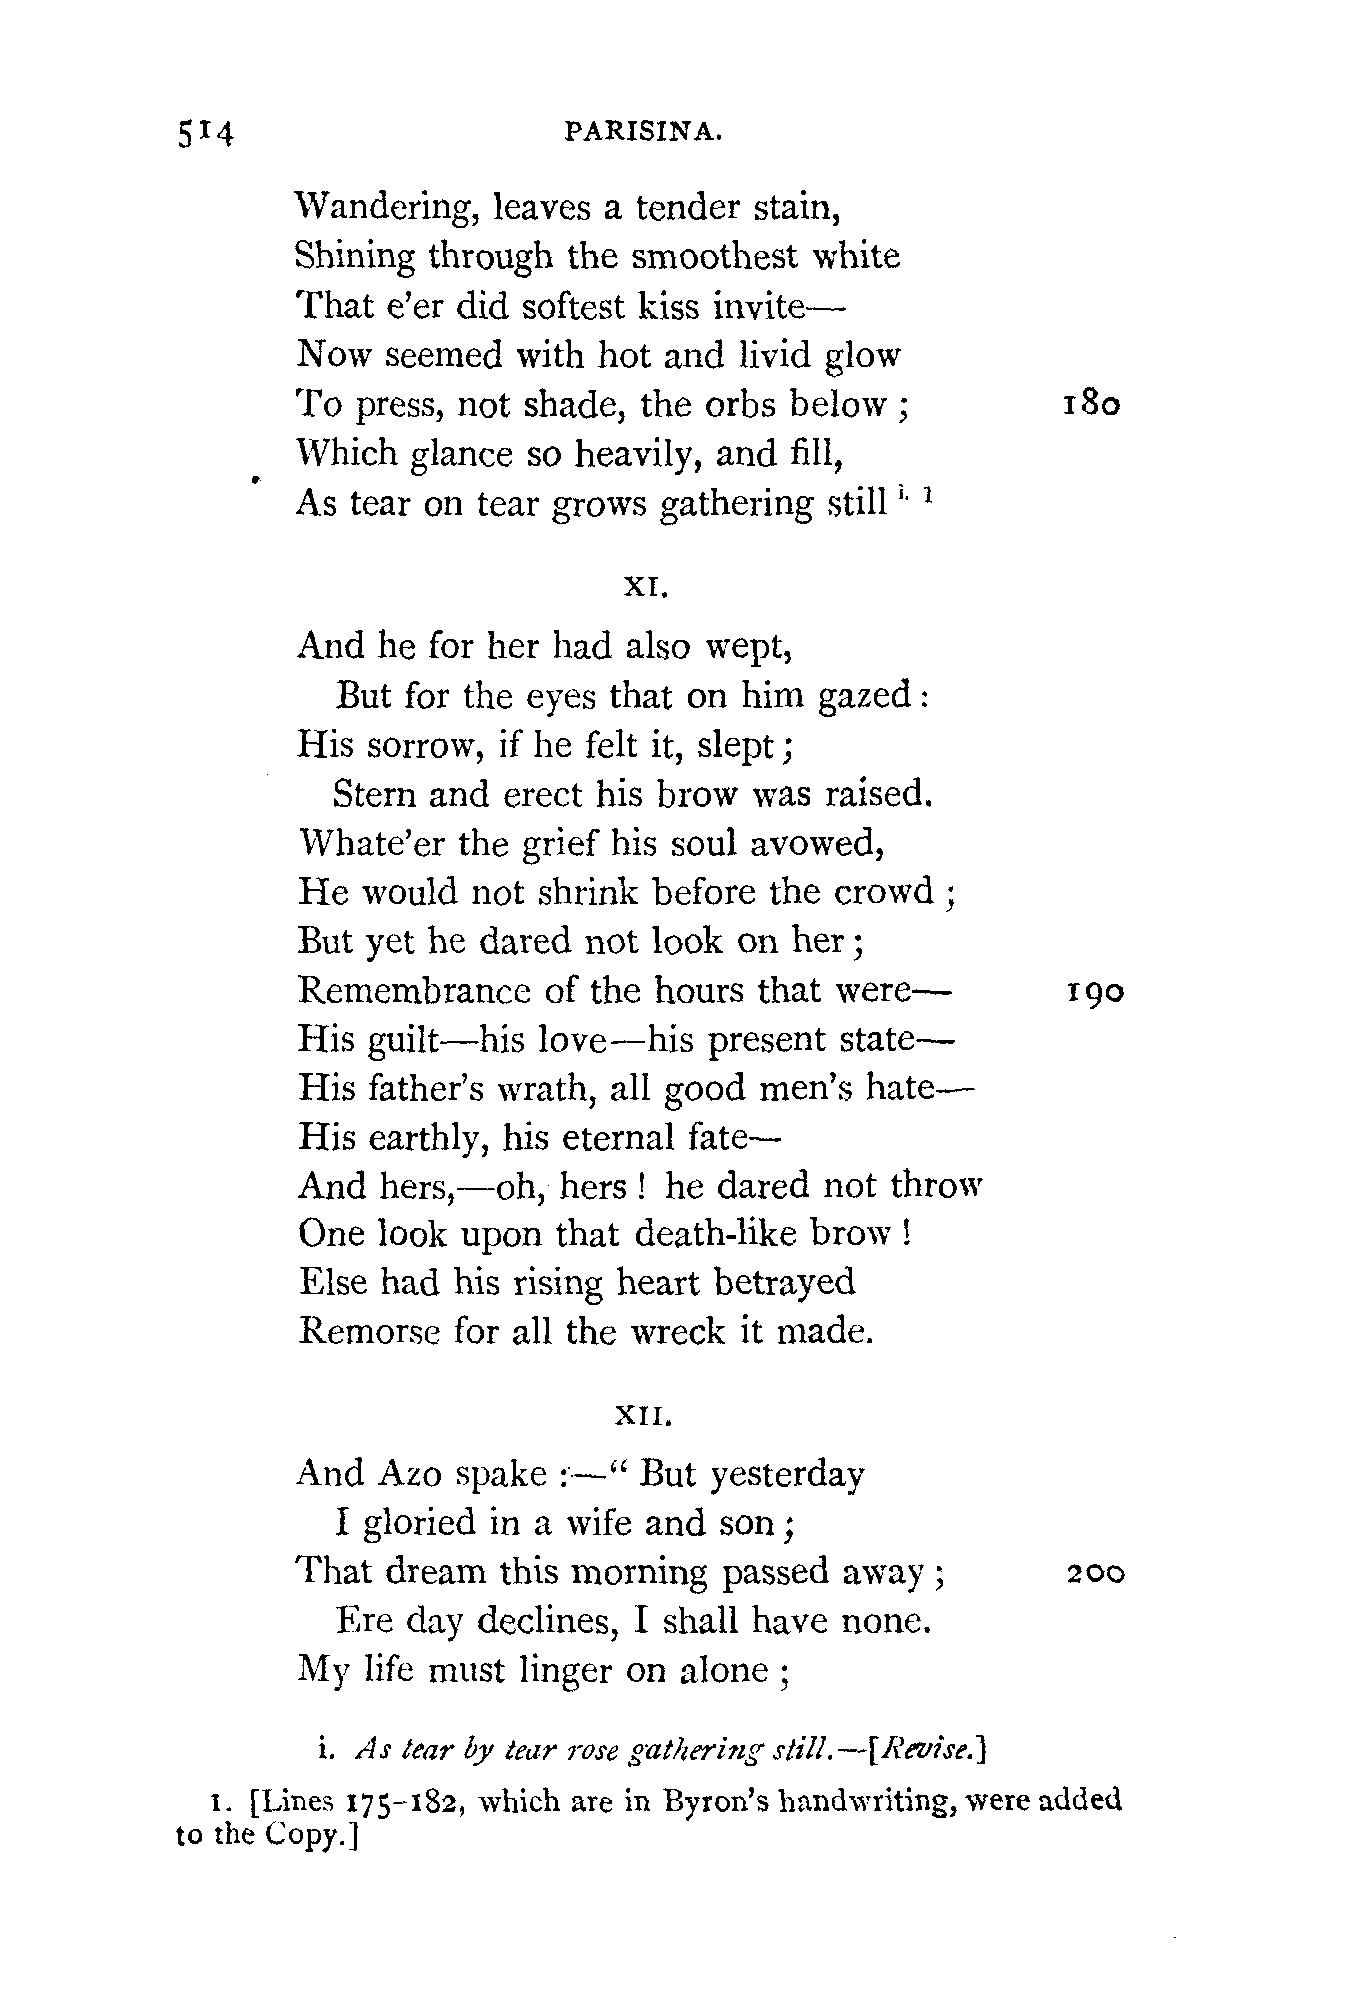 514 PARISINA.
Wandering, leaves a tender stain,
Shining through the smoothest white
That e'er did softest kiss invite—
Now seemed with hot and livid glow
To press, not shade, the orbs below ; 180
Which glance so heavily, and fill,
As tear on tear grows gathering still i. 1
XI.
And he for her had also wept,
But for the eyes that on him gazed :
His sorrow, if he felt it, slept ;
Stern and erect his brow was raised.
Whate'er the grief his soul avowed,
He would not shrink before the crowd ;
But yet he dared not look on her ;
Remembrance of the hours that were— 190
His guilt—his love—his present state—
His father's wrath, all good men's hate—
His earthly, his eternal fate—
And hers,—oh, hers ! he dared not throw
One look upon that death-like brow !
Else had his rising heart betrayed
Remorse for all the wreck it made.
XII.
And Azo spake :—" But yesterday
I gloried in a wife and son ;
That dream this morning passed away ; 200
Ere day declines, I shall have none.
My life must linger on alone ;
i. As tear by tear rose gathering still.—[Revise.]
1. [Lines 175-182, which are in Byron's handwriting, were added
to the Copy.]